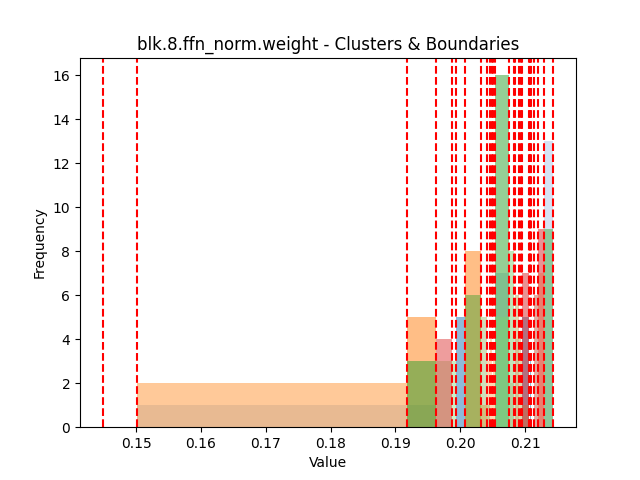 blk.8.ffn_norm.weight - Clusters & Boundaries
16
14
12
10
8
6
4
2
0
Frequency
0.15 0.16 0.17 0.18 0.19 0.20 0.21
Value